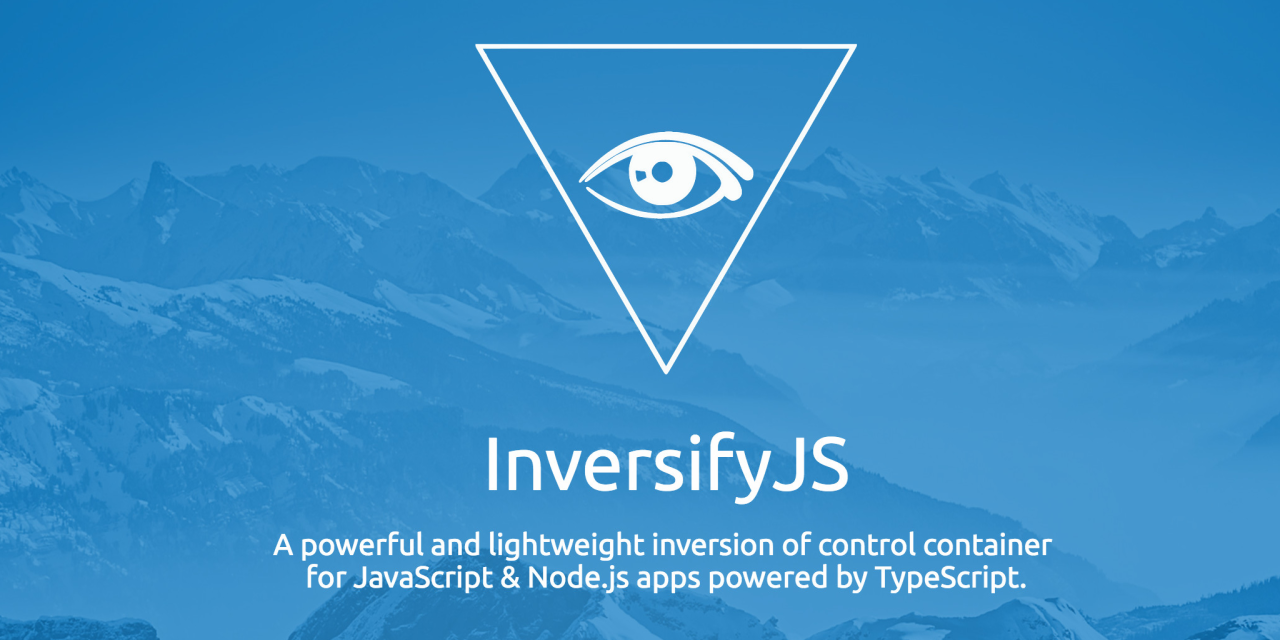 InversifyJS
A powerful and lightweight inversion of control container
for JavaScript & Node.js apps powered by TypeScript.